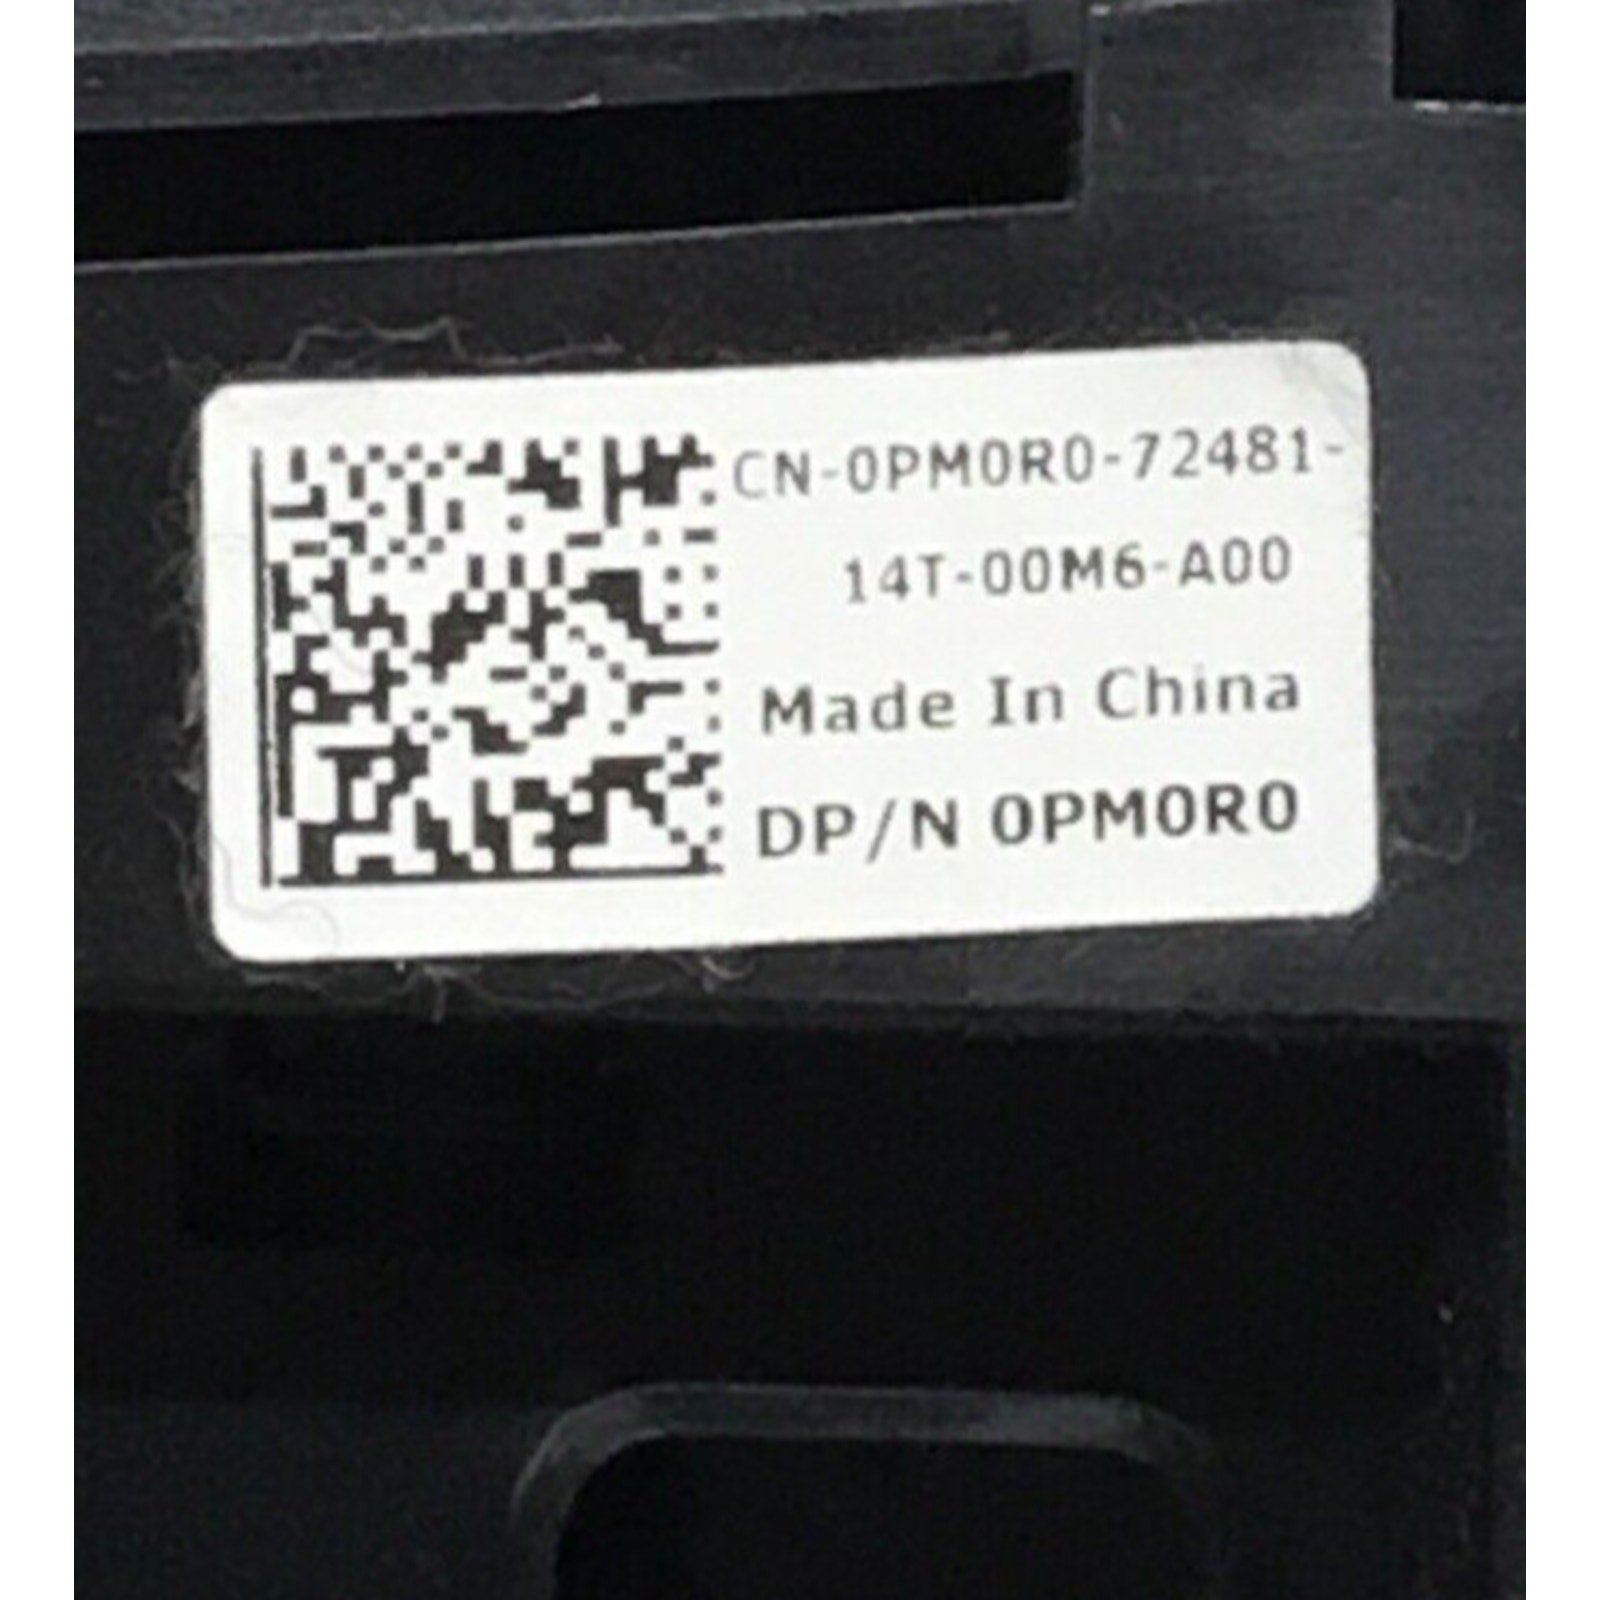 CN-0PM0R0-72481-
14T-00M6-A00
Made In China
DP/N 0PM0R0